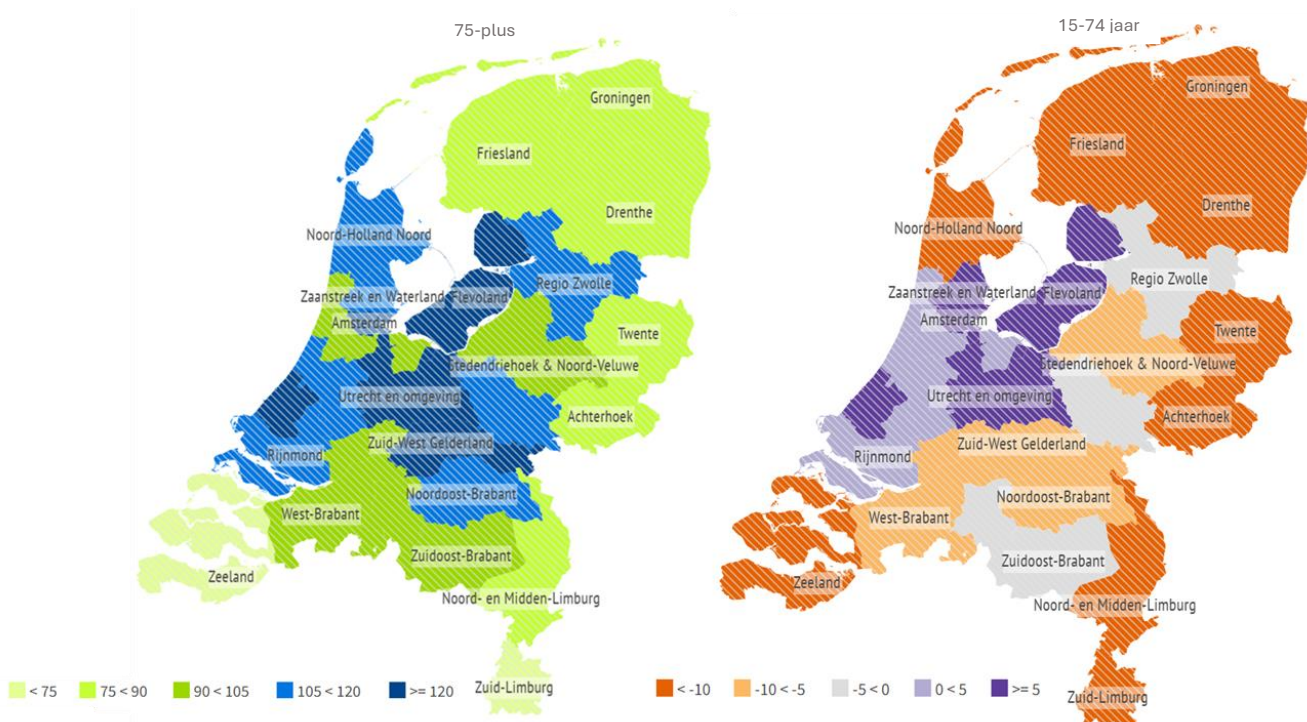 75-plus
Groningen
Friesland
Drenthe
Noord-Holland Noord
Regio Zwolle
Zaanstreek en Waterland
Flevoland
Amsterdam
Twente
Stedendriehoek & Noord-Veluwe
Utrecht en omgeving
Achterhoek
Zuid-West Gelderland
Rijnmond
Noordoost-Brabant
West-Brabant
Zuidoost-Brabant
Zeeland
Noord- en Midden-Limburg
Zuid-Limburg
< 75
75 < 90
90 < 105
105 < 120
>= 120
15-74 jaar
Groningen
Friesland
Drenthe
Noord-Holland Noord
Regio Zwolle
Zaanstreek en Waterland
Flevoland
Amsterdam
Twente
Stedendriehoek & Noord-Veluwe
Utrecht en omgeving
Achterhoek
Zuid-West Gelderland
Rijnmond
Noordoost-Brabant
West-Brabant
Zuidoost-Brabant
Zeeland
Noord- en Midden-Limburg
Zuid-Limburg
< -10
-10 < -5
-5 < 0
0 < 5
>= 5